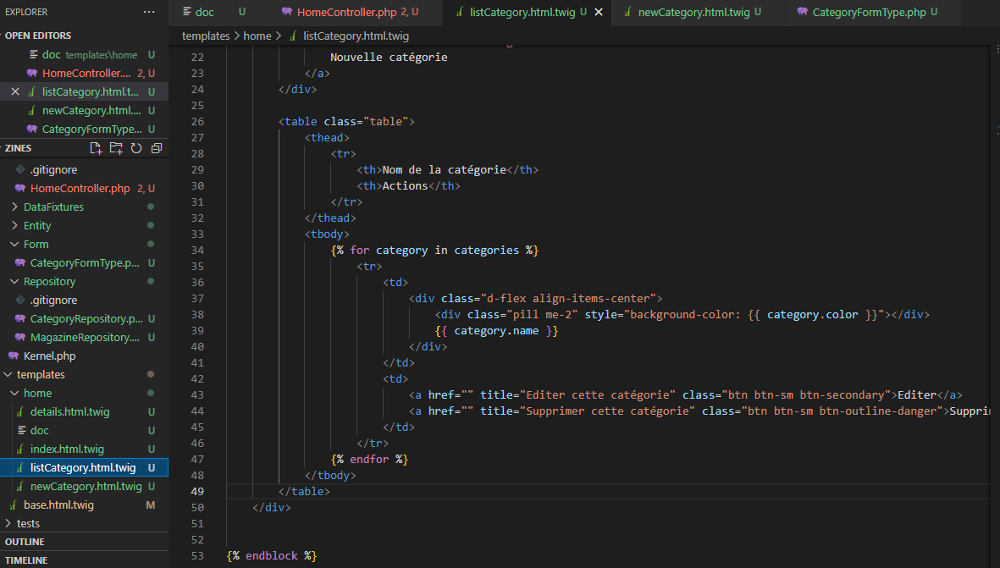 EXPLORER
OPEN EDITORS
doc templates\home U
HomeController.... 2, U
listCategory.html.t... U
newCategory.html.... U
CategoryFormType... U
ZINES
.gitignore
HomeController.php 2, U
DataFixtures
Entity
Form
CategoryFormType.p... U
Repository
.gitignore
CategoryRepository.p... U
MagazineRepository.... U
Kernel.php
templates
home
details.html.twig U
doc U
index.html.twig U
listCategory.html.twig U
newCategory.html.twig U
base.html.twig M
tests
OUTLINE
TIMELINE
doc U
HomeController.php 2, U
listCategory.html.twig U
newCategory.html.twig U
CategoryFormType.php U
templates > home > listCategory.html.twig
22 Nouvelle catégorie
23 </a>
24 </div>
25
26 <table class="table">
27 <thead>
28 <tr>
29 <th>Nom de la catégorie</th>
30 <th>Actions</th>
31 </tr>
32 </thead>
33 <tbody>
34 {% for category in categories %}
35 <tr>
36 <td>
37 <div class="d-flex align-items-center">
38 <div class="pill me-2" style="background-color: {{ category.color }}"></div>
39 {{ category.name }}
40 </div>
41 </td>
42 <td>
43 <a href="" title="Editer cette catégorie" class="btn btn-sm btn-secondary">Editer</a>
44 <a href="" title="Supprimer cette catégorie" class="btn btn-sm btn-outline-danger">Supprim
45 </td>
46 </tr>
47 {% endfor %}
48 </tbody>
49 </table>
50 </div>
51
52
53 {% endblock %}